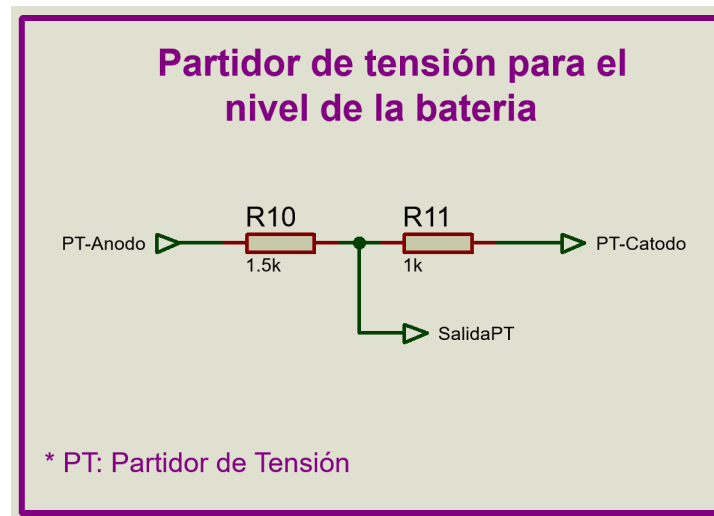 Partidor de tensión para el
nivel de la bateria
R10
R11
PT-Anodo
PT-Catodo
1.5k
1k
SalidaPT
* PT: Partidor de Tensión